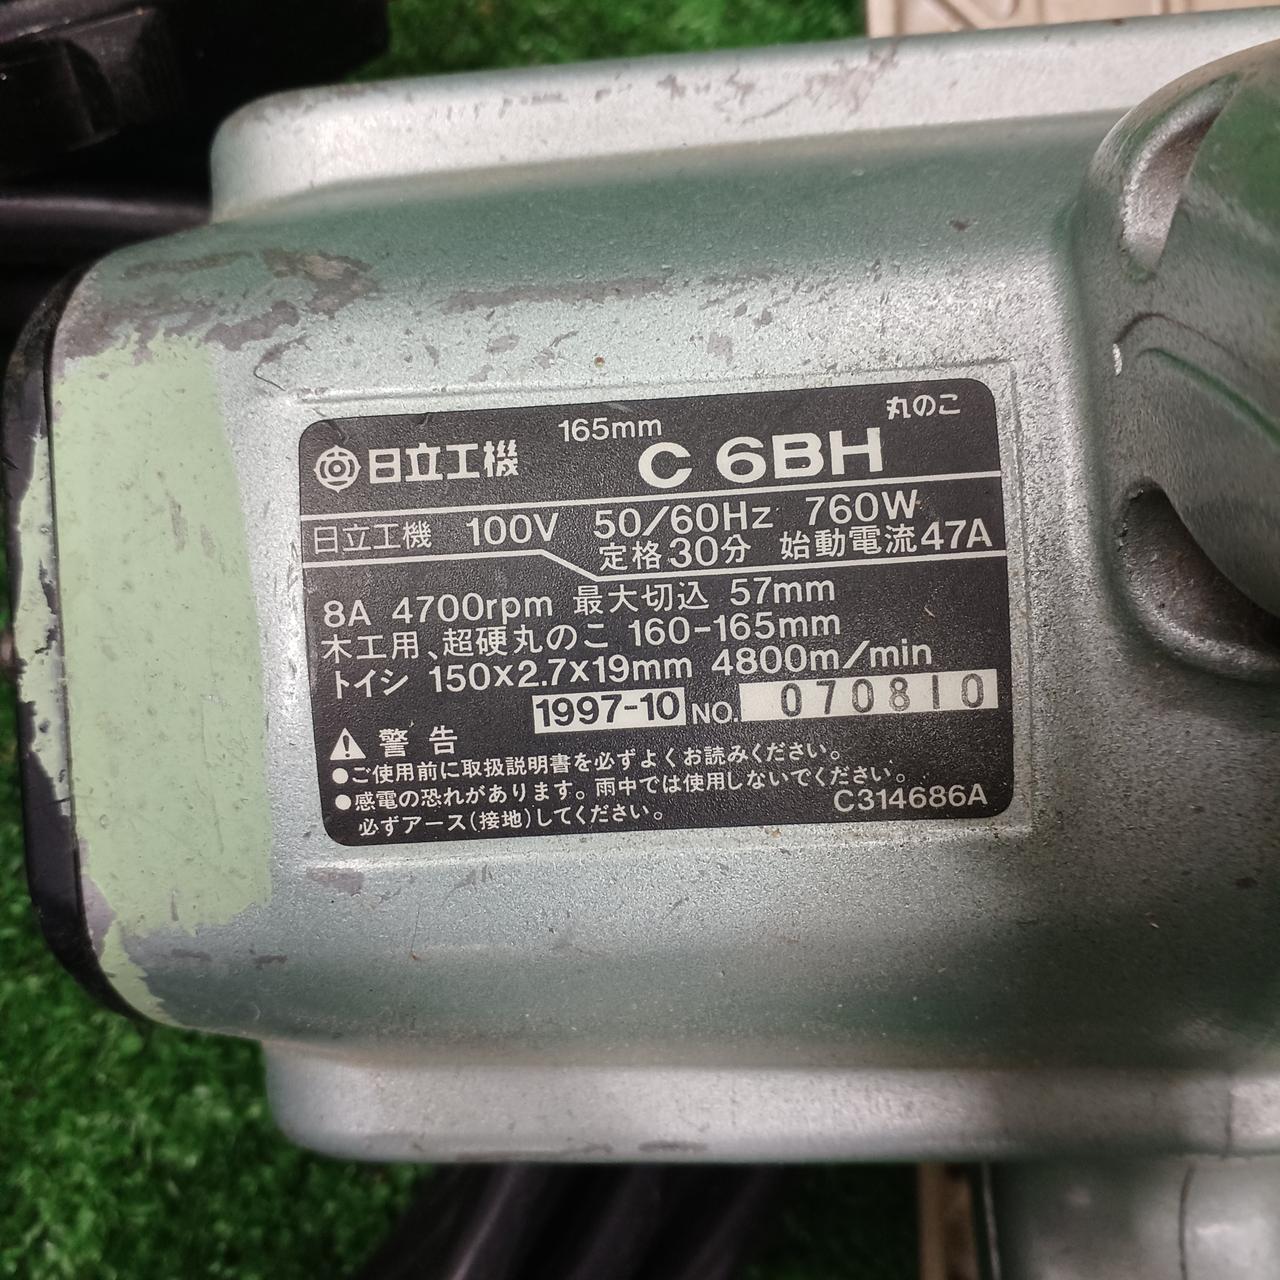 165mm 丸のこ
日立工機 C 6BH
日立工機 100V 50/60Hz 760W
定格30分 始動電流47A
8A 4700rpm 最大切込 57mm
木工用、超硬丸のこ 160-165mm
トイシ 150×2.7×19mm 4800m/min
1997-10 NO. 070810
警告
●ご使用前に取扱説明書を必ずよくお読みください。
●感電の恐れがあります。雨中では使用しないでください。
必ずアース(接地)してください。 C314686A